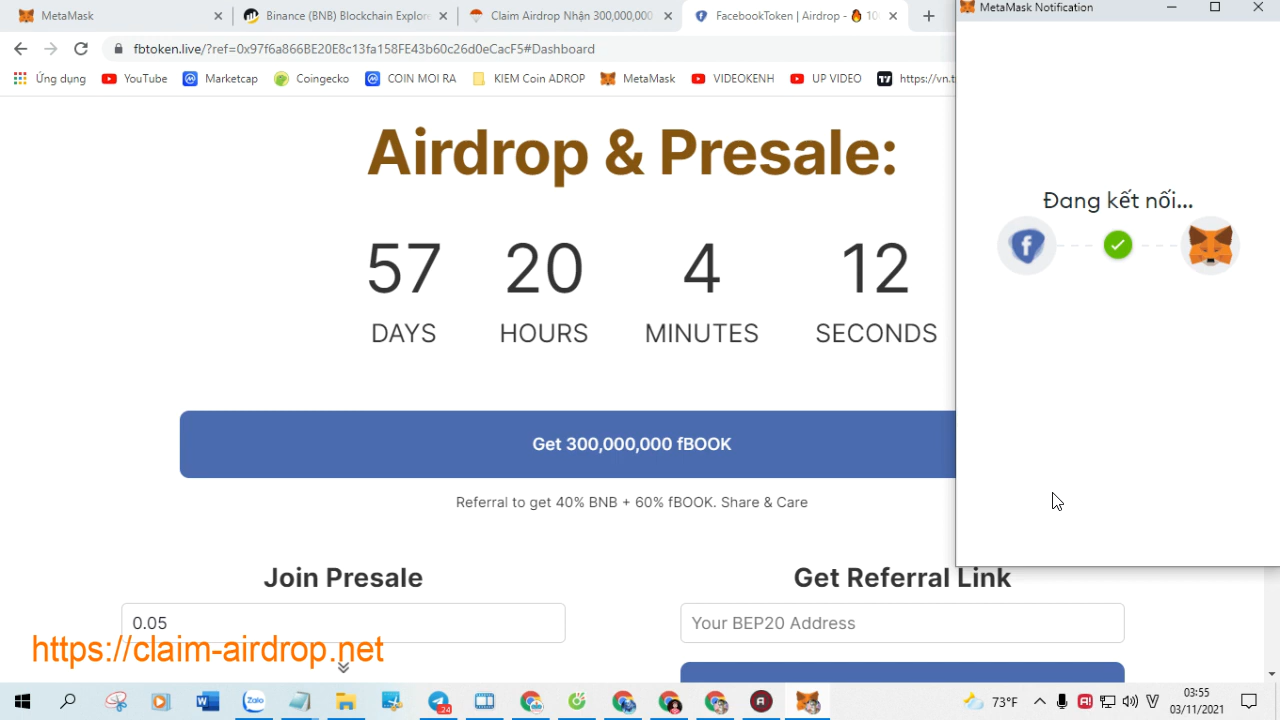 MetaMask
Binance (BNB) Blockchain Explore
Claim Airdrop Nhận 300,000,000
FacebookToken | Airdrop - 🔥 10
MetaMask Notification
fbtoken.live/?ref=0x97f6a866BE20E8c13fa158FE43b60c26d0eCacF5#Dashboard
Ứng dụng
YouTube
Marketcap
Coingecko
COIN MOI RA
KIEM Coin ADROP
MetaMask
VIDEOKENH
UP VIDEO
https://vn.t
Airdrop & Presale:
57 20 4 12
DAYS HOURS MINUTES SECONDS
Đang kết nối...
Get 300,000,000 fBOOK
Referral to get 40% BNB + 60% fBOOK. Share & Care
Join Presale
Get Referral Link
0.05
Your BEP20 Address
https://claim-airdrop.net
Zalo
24
73°F
03:55
03/11/2021